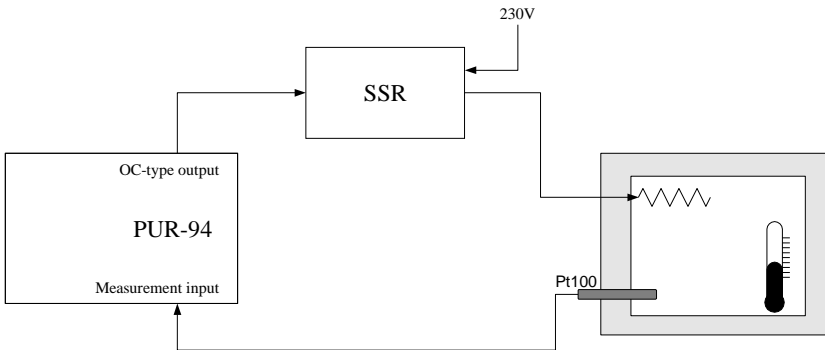 230V
SSR
OC-type output
PUR-94
Measurement input
Pt100